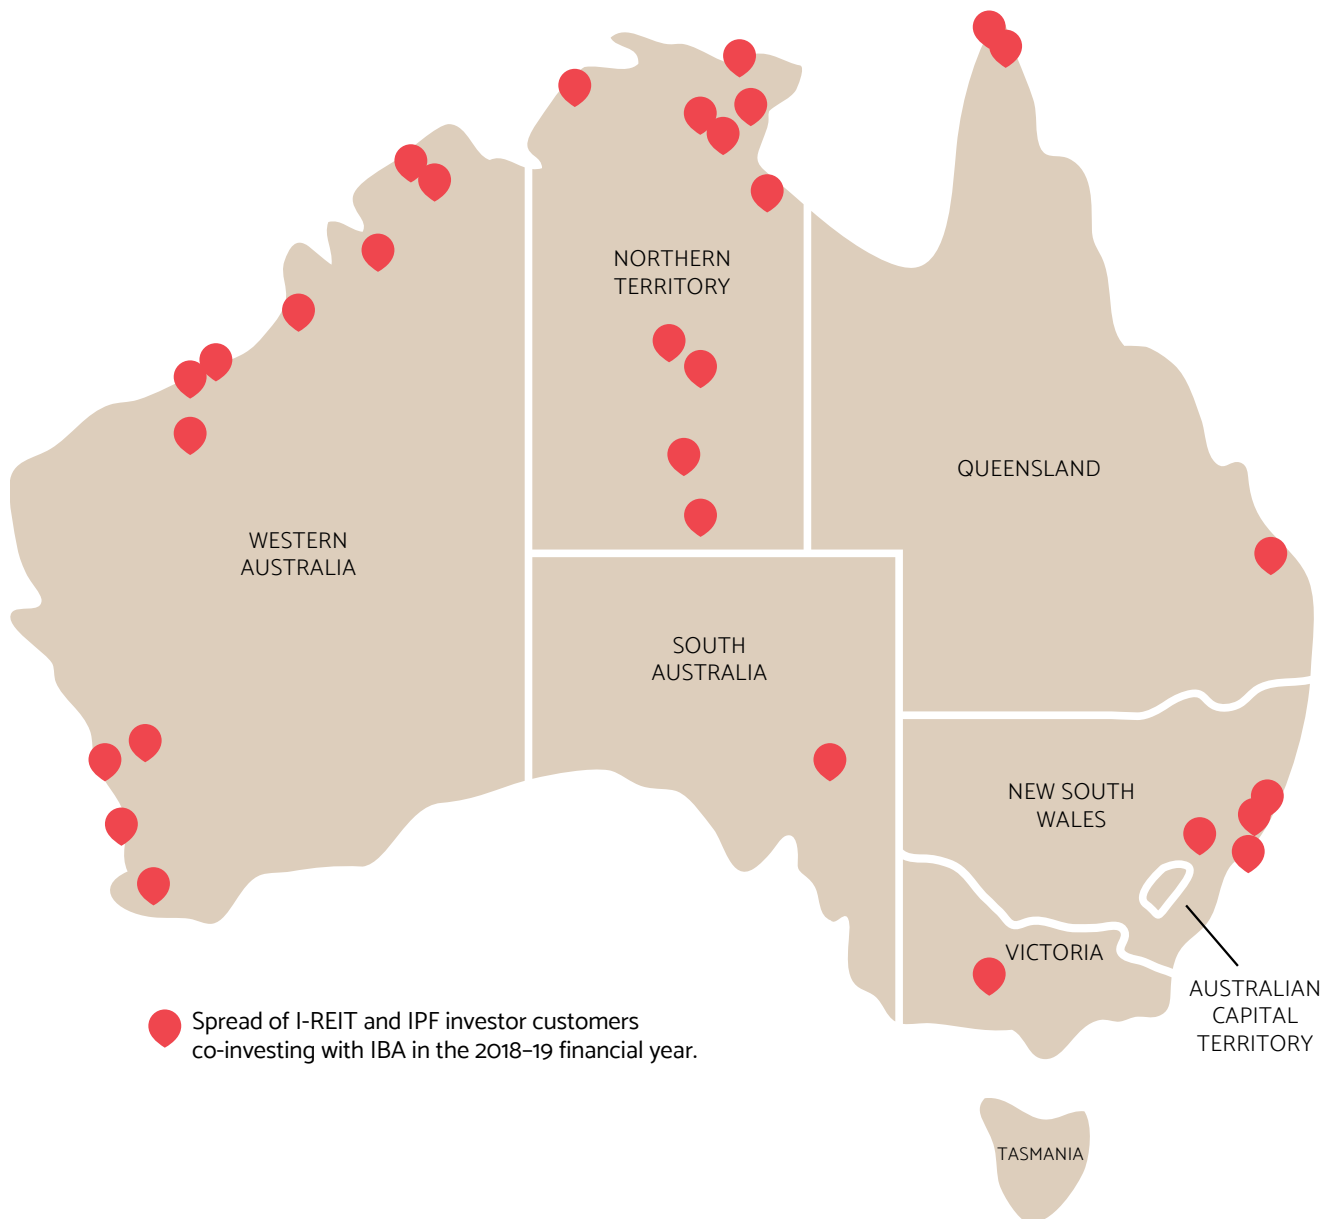 NORTHERN
TERRITORY
QUEENSLAND
WESTERN
AUSTRALIA
SOUTH
AUSTRALIA
NEW SOUTH
WALES
VICTORIA
AUSTRALIAN
CAPITAL
TERRITORY
Spread of I-REIT and IPF investor customers
co-investing with IBA in the 2018–19 financial year.
TASMANIA